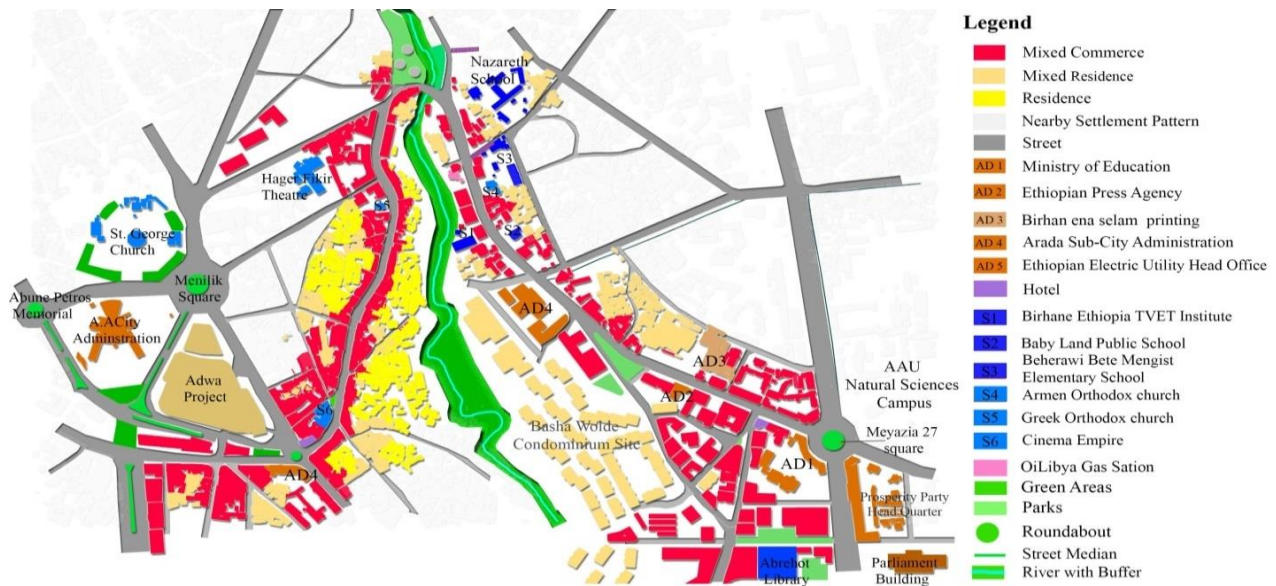 Nazareth
School
S3
Hager Fikir
Theatre
S4
S5
St. George
Church
S1
S2
Menilik
Square
Abune Petros
Memorial
A.ACity
Adminstration
AD4
AD3
Adwa
Project
AD2
AAU
Natural Sciences
Campus
S6
Basha Wolde
Condominium Site
Meyazia 27
square
AD4
AD1
Prosperity Party
Head Quarter
Abrehot
Library
Parliament
Building
Legend
Mixed Commerce
Mixed Residence
Residence
Nearby Settlement Pattern
Street
AD 1 Ministry of Education
AD 2 Ethiopian Press Agency
AD 3 Birhan ena selam printing
AD 4 Arada Sub-City Administration
AD 5 Ethiopian Electric Utility Head Office
Hotel
S1 Birhane Ethiopia TVET Institute
S2 Baby Land Public School
Beherawi Bete Mengist
S3 Elementary School
S4 Armen Orthodox church
S5 Greek Orthodox church
S6 Cinema Empire
OiLibya Gas Sation
Green Areas
Parks
Roundabout
Street Median
River with Buffer